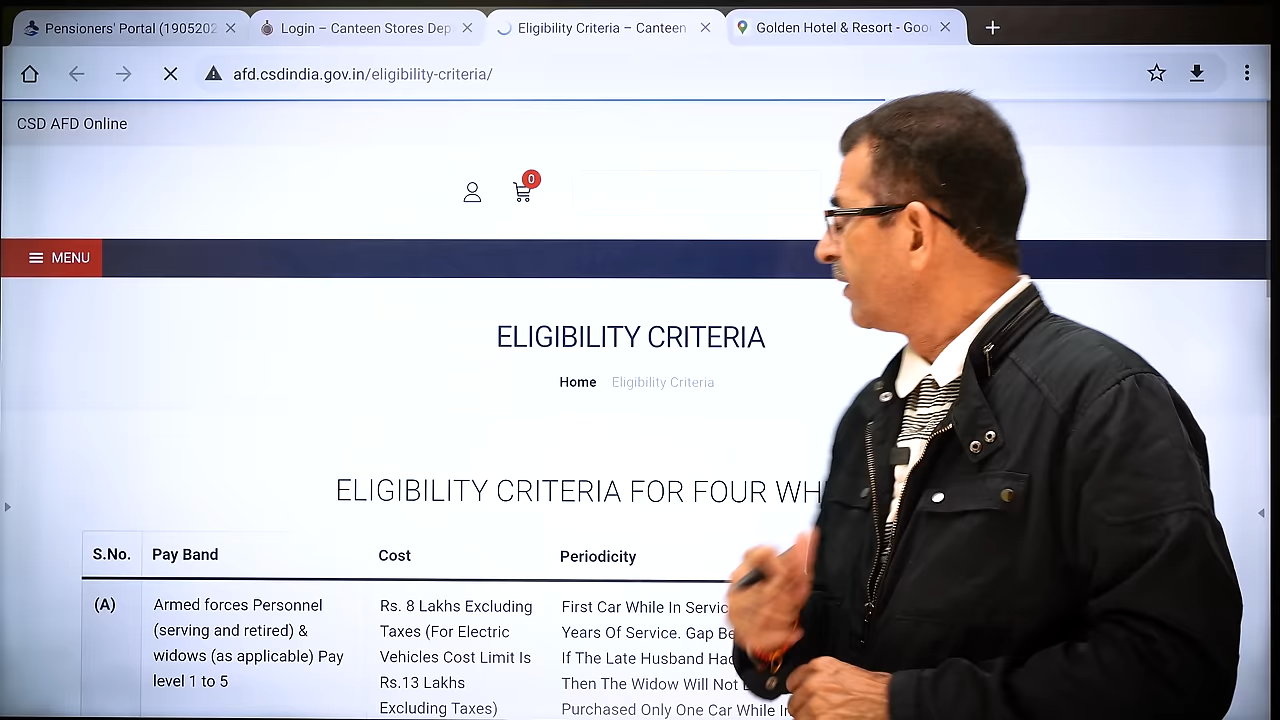 Pensioners' Portal (1905202
Login – Canteen Stores Dep
Eligibility Criteria – Canteen
Golden Hotel & Resort - Goo
afd.csdindia.gov.in/eligibility-criteria/
CSD AFD Online
0
MENU
ELIGIBILITY CRITERIA
Home Eligibility Criteria
ELIGIBILITY CRITERIA FOR FOUR WH
S.No. Pay Band Cost Periodicity
(A)
Armed forces Personnel
(serving and retired) &
widows (as applicable) Pay
level 1 to 5
Rs. 8 Lakhs Excluding
Taxes (For Electric
Vehicles Cost Limit Is
Rs.13 Lakhs
Excluding Taxes)
First Car While In Servic
Years Of Service. Gap Be
If The Late Husband Had
Then The Widow Will Not
Purchased Only One Car While